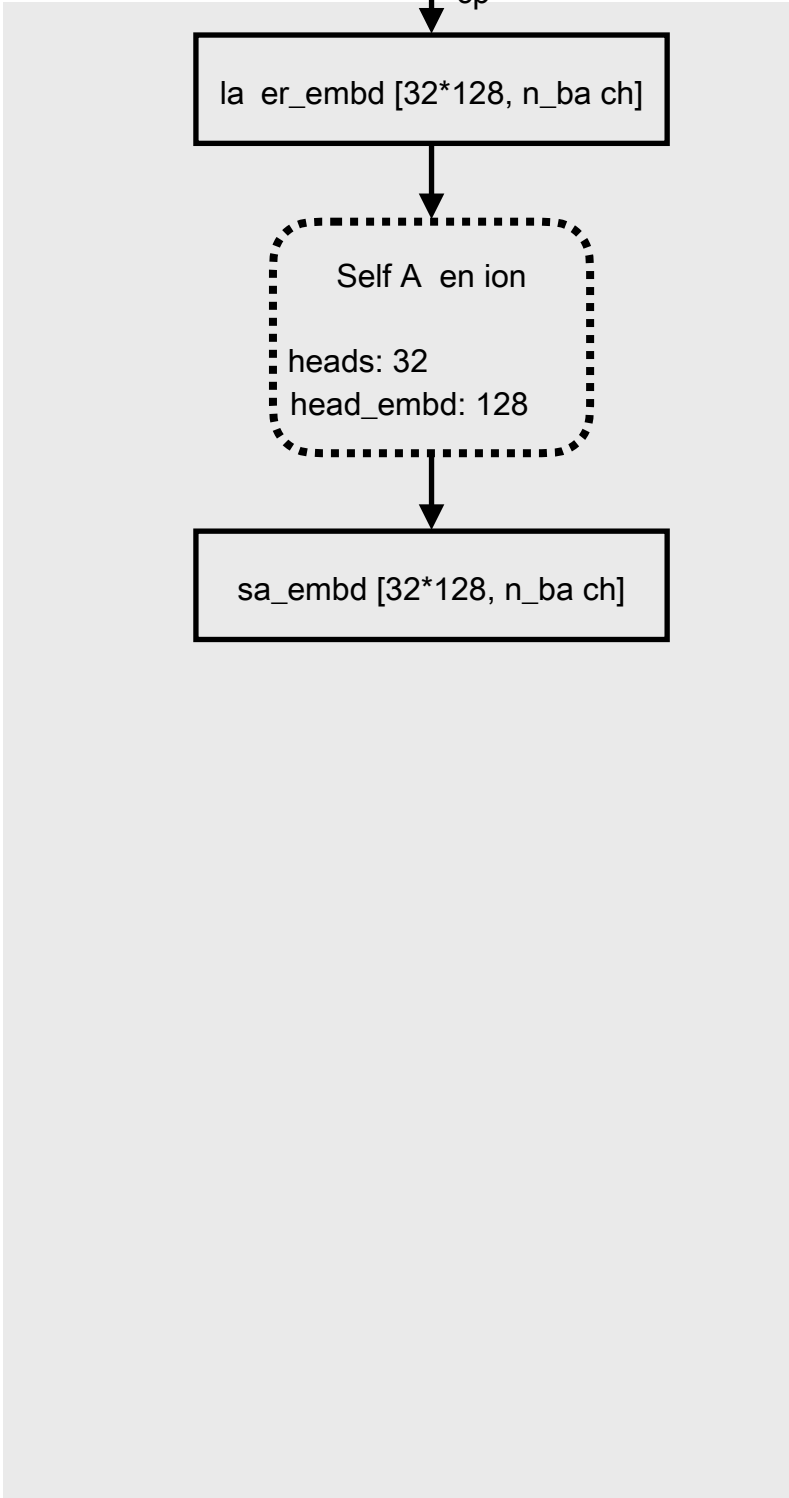 la er_embd [32*128, n_ba ch]
Self A en ion
heads: 32
head_embd: 128
sa_embd [32*128, n_ba ch]